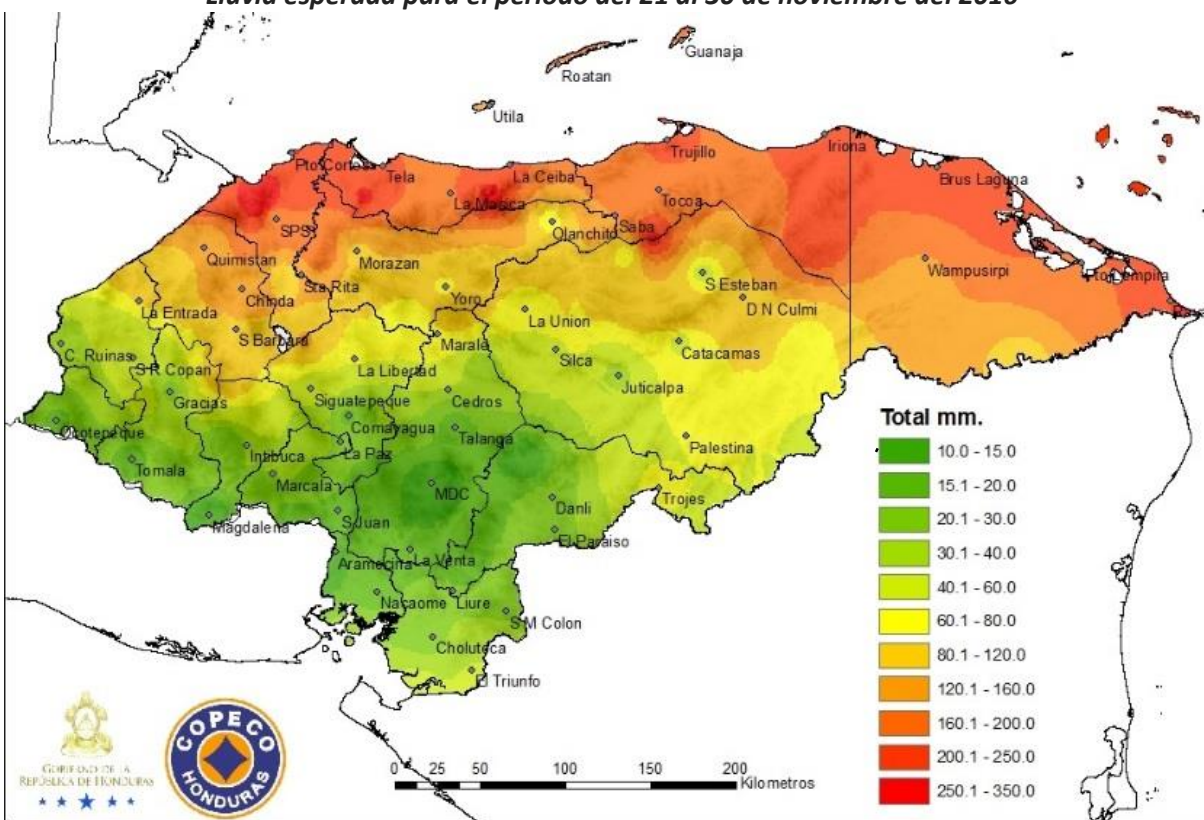 Lluvia esperada para el periodo del 21 al 30 de noviembre del 2016
Guanaja
Roatan
Utila
Pto Cortes
Tela
La Ceiba
Trujillo
Iriona
Brus Laguna
La Masica
Tocoa
SPS
Olanchito
Saba
Quimistan
Morazan
Wampusirpi
Pto Lempira
Sta Rita
Chinda
Yoro
S Esteban
D N Culmi
La Entrada
La Union
S Barbara
Marale
Catacamas
C Ruinas
S R Copan
La Libertad
Silca
Juticalpa
Gracias
Siguatepeque
Cedros
Comayagua
Ocotepeque
Talanga
Palestina
Intibuca
La Paz
Tomala
Marcala
MDC
Trojes
Danli
Magdalena
S Juan
El Paraiso
La Venta
Aramecina
Nacaome
Liure
S M Colon
Choluteca
El Triunfo
Total mm.
10.0 - 15.0
15.1 - 20.0
20.1 - 30.0
30.1 - 40.0
40.1 - 60.0
60.1 - 80.0
80.1 - 120.0
120.1 - 160.0
160.1 - 200.0
200.1 - 250.0
250.1 - 350.0
GOBIERNO DE LA
REPÚBLICA DE HONDURAS
COPECO
HONDURAS
0 25 50 100 150 200
Kilometros